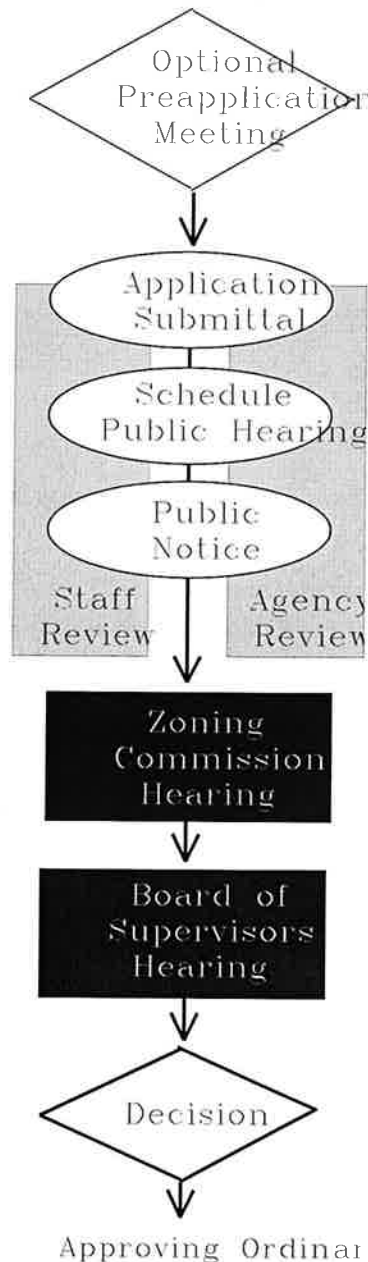 Optional
Preapplication
Meeting
Application
Submittal
Schedule
Public Hearing
Public
Notice
Staff
Review
Agency
Review
Zoning
Commission
Hearing
Board of
Supervisors
Hearing
Decision
Approving